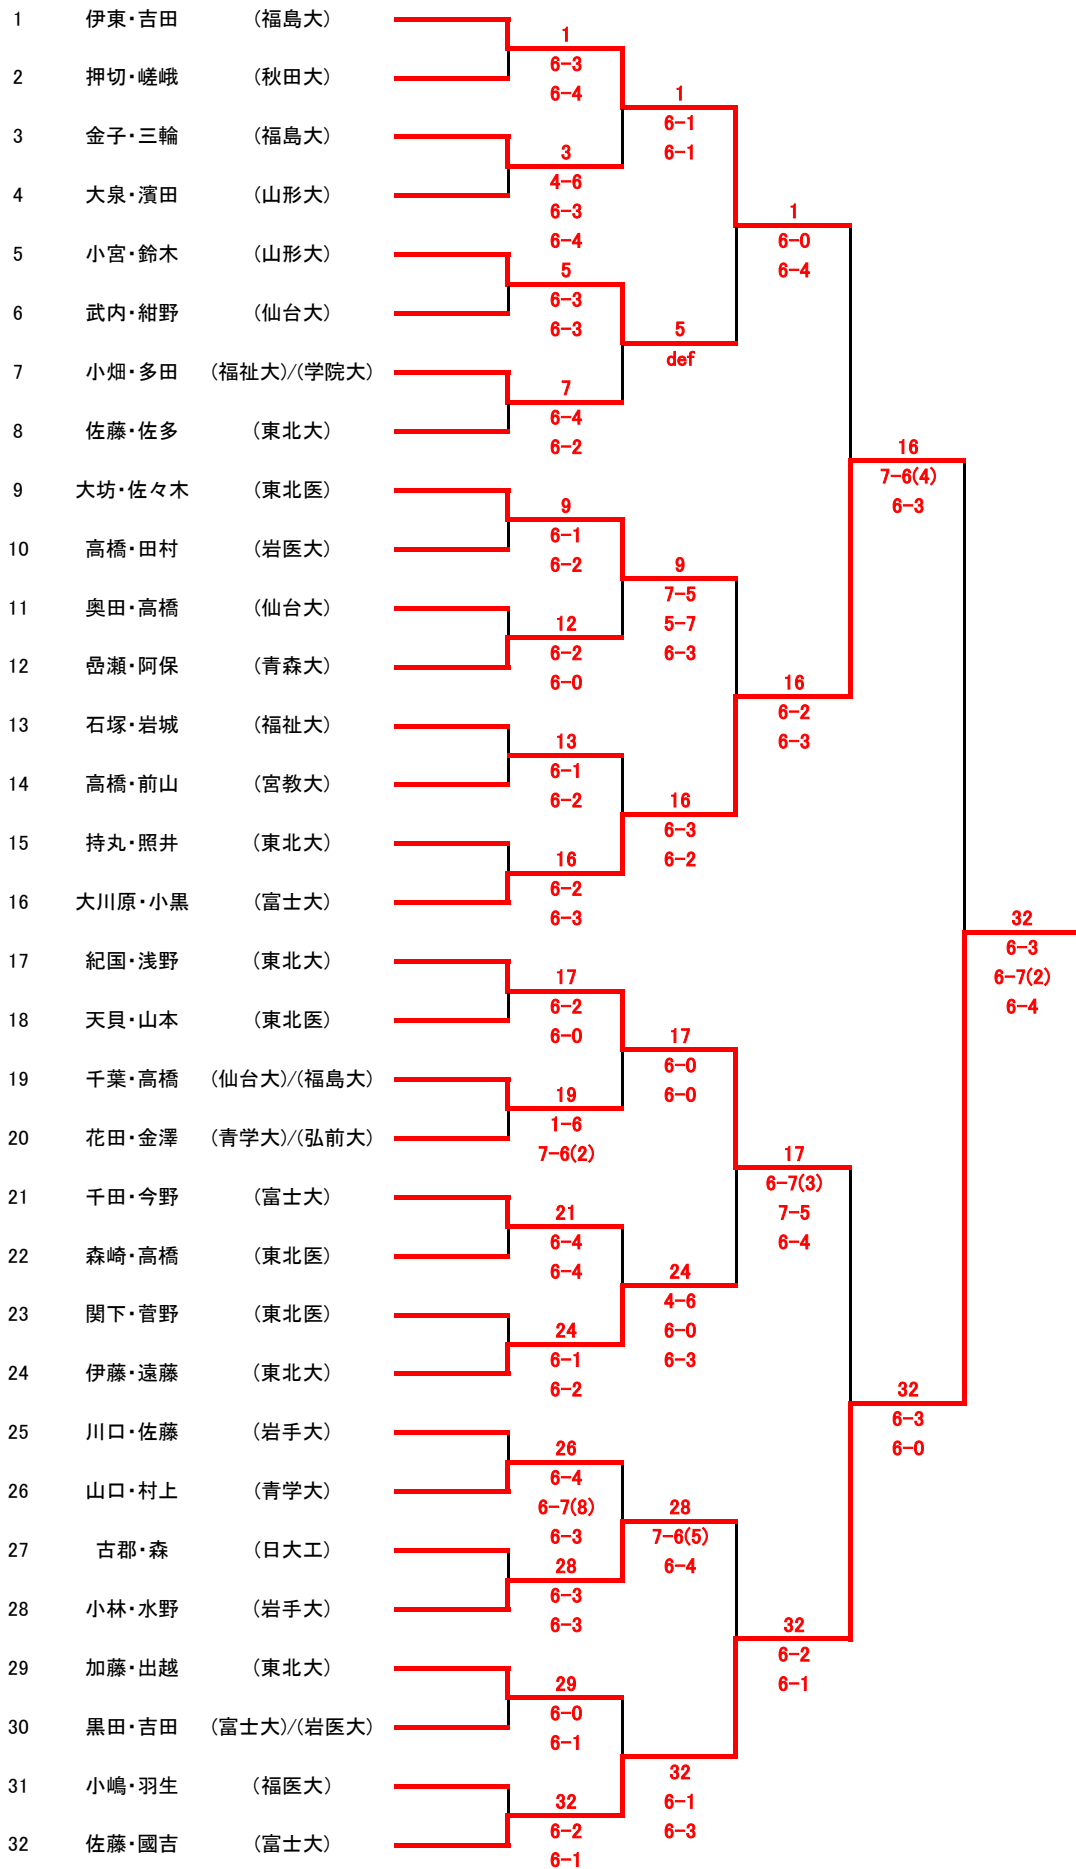 1 伊東・吉田 (福島大)
2 押切・嵯峨 (秋田大)
3 金子・三輪 (福島大)
4 大泉・濱田 (山形大)
5 小宮・鈴木 (山形大)
6 武内・紺野 (仙台大)
7 小畑・多田 (福祉大)/(学院大)
8 佐藤・佐多 (東北大)
9 大坊・佐々木 (東北医)
10 高橋・田村 (岩医大)
11 奥田・高橋 (仙台大)
12 嵒瀬・阿保 (青森大)
13 石塚・岩城 (福祉大)
14 高橋・前山 (宮教大)
15 持丸・照井 (東北大)
16 大川原・小黒 (富士大)
17 紀国・浅野 (東北大)
18 天貝・山本 (東北医)
19 千葉・高橋 (仙台大)/(福島大)
20 花田・金澤 (青学大)/(弘前大)
21 千田・今野 (富士大)
22 森崎・高橋 (東北医)
23 関下・菅野 (東北医)
24 伊藤・遠藤 (東北大)
25 川口・佐藤 (岩手大)
26 山口・村上 (青学大)
27 古郡・森 (日大工)
28 小林・水野 (岩手大)
29 加藤・出越 (東北大)
30 黒田・吉田 (富士大)/(岩医大)
31 小嶋・羽生 (福医大)
32 佐藤・國吉 (富士大)
1
6-3
6-4
3
4-6
6-3
6-4
5
6-3
6-3
7
6-4
6-2
9
6-1
6-2
12
6-2
6-0
13
6-1
6-2
16
6-2
6-3
17
6-2
6-0
19
1-6
7-6(2)
21
6-4
6-4
24
6-1
6-2
26
6-4
6-7(8)
6-3
28
6-3
6-3
29
6-0
6-1
32
6-2
6-1
1
6-1
6-1
5
def
9
7-5
5-7
6-3
16
6-3
6-2
17
6-0
6-0
24
4-6
6-0
6-3
28
7-6(5)
6-4
32
6-1
6-3
1
6-0
6-4
16
6-2
6-3
17
6-7(3)
7-5
6-4
32
6-2
6-1
16
7-6(4)
6-3
32
6-3
6-0
32
6-3
6-7(2)
6-4